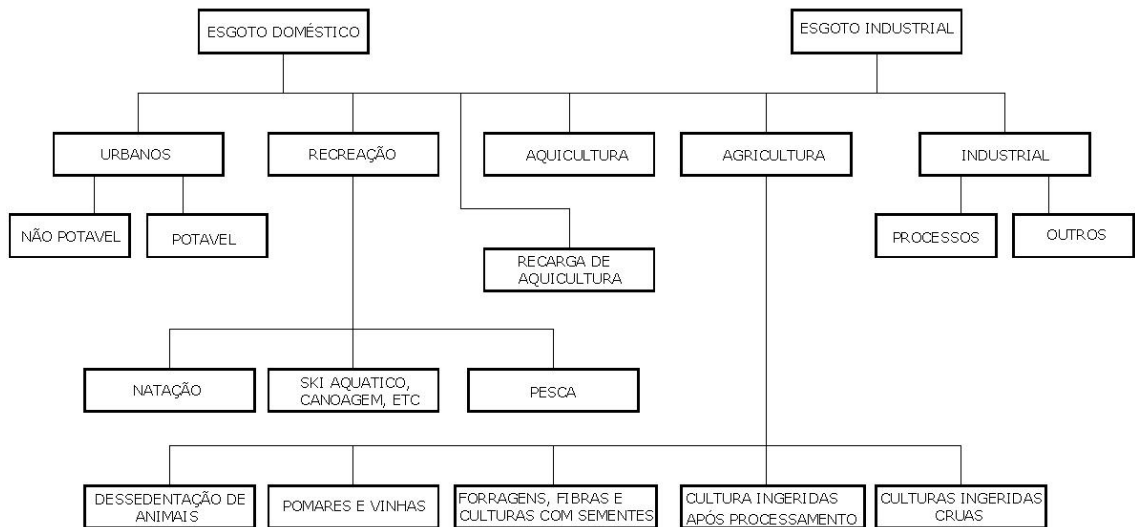 ESGOTO DOMÉSTICO
ESGOTO INDUSTRIAL
URBANOS
RECREAÇÃO
AQUICULTURA
AGRICULTURA
INDUSTRIAL
NÃO POTAVEL
POTAVEL
RECARGA DE
AQUICULTURA
PROCESSOS
OUTROS
NATAÇÃO
SKI AQUATICO,
CANOAGEM, ETC
PESCA
DESSEDENTAÇÃO DE
ANIMAIS
POMARES E VINHAS
FORRAGENS, FIBRAS E
CULTURAS COM SEMENTES
CULTURA INGERIDAS
APÓS PROCESSAMENTO
CULTURAS INGERIDAS
CRUAS